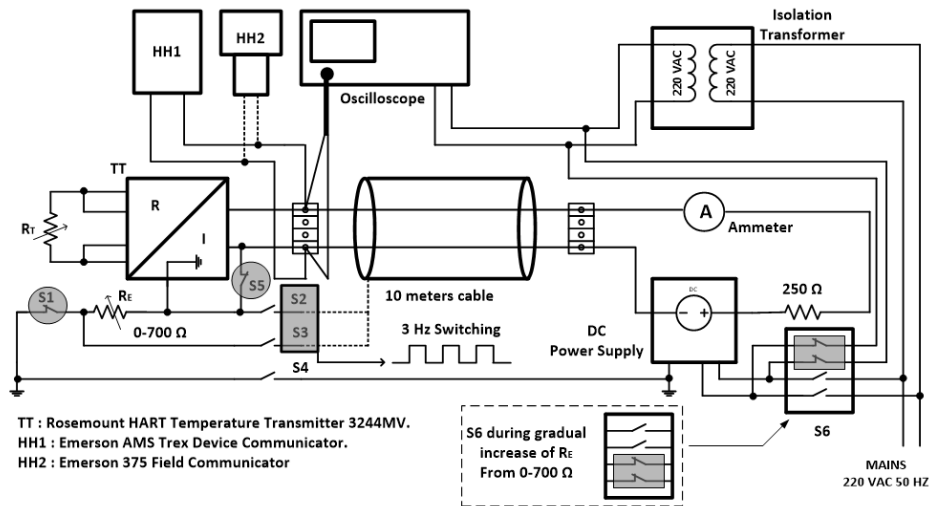 Isolation
Transformer
HH1
HH2
220 VAC
220 VAC
Oscilloscope
TT
R
I
RT
A
Ammeter
S1
RE
0-700 Ω
S5
S2
S3
S4
10 meters cable
3 Hz Switching
DC
DC
Power Supply
250 Ω
S6
TT : Rosemount HART Temperature Transmitter 3244MV.
HH1 : Emerson AMS Trex Device Communicator.
HH2 : Emerson 375 Field Communicator
S6 during gradual
increase of RE
From 0-700 Ω
MAINS
220 VAC 50 HZ